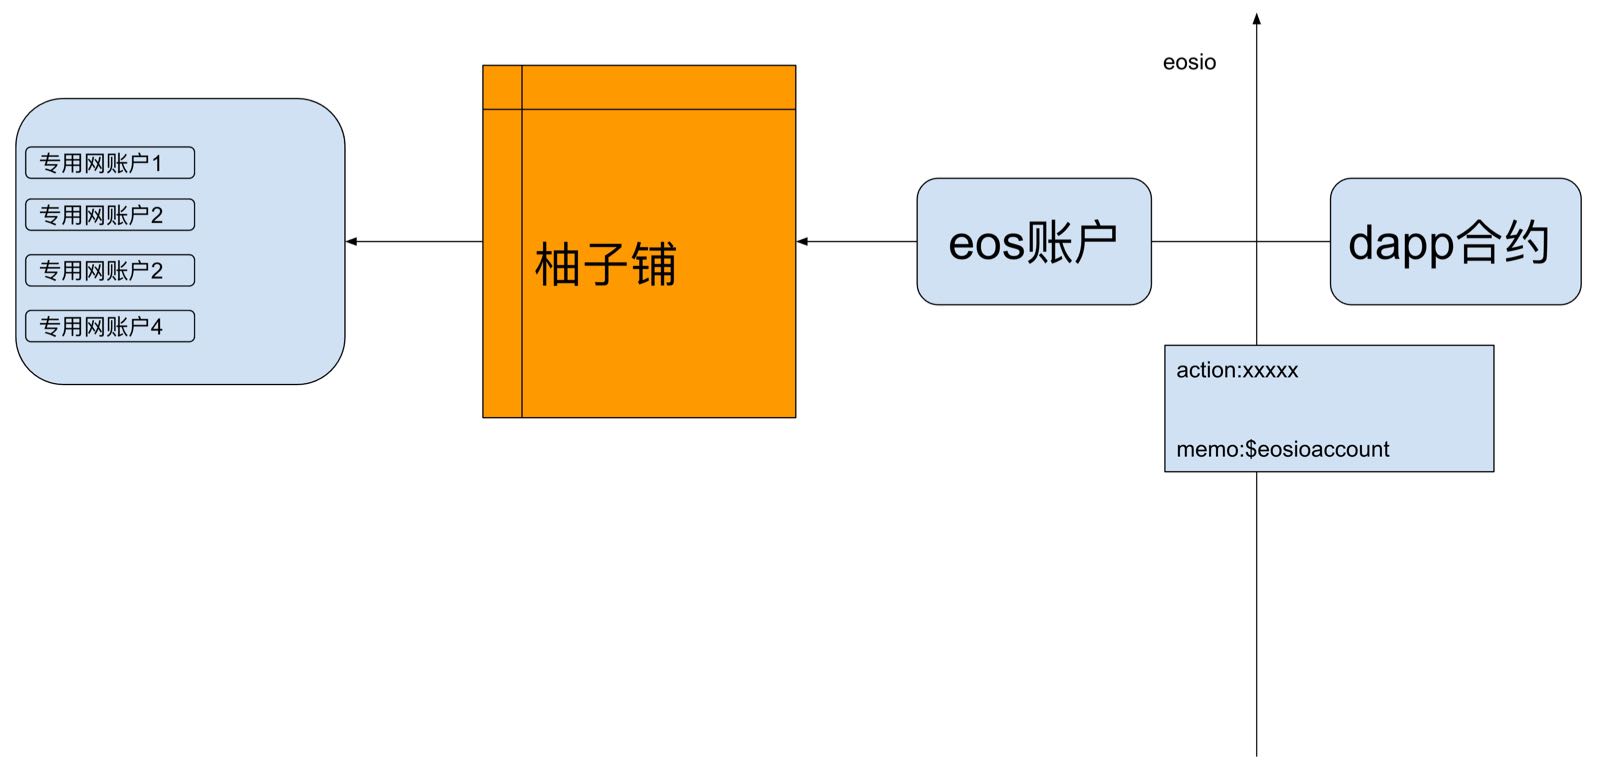 eosio
专用网账户1
专用网账户2
专用网账户2
专用网账户4
柚子铺
eos账户
dapp合约
action:xxxxx
memo:$eosioaccount